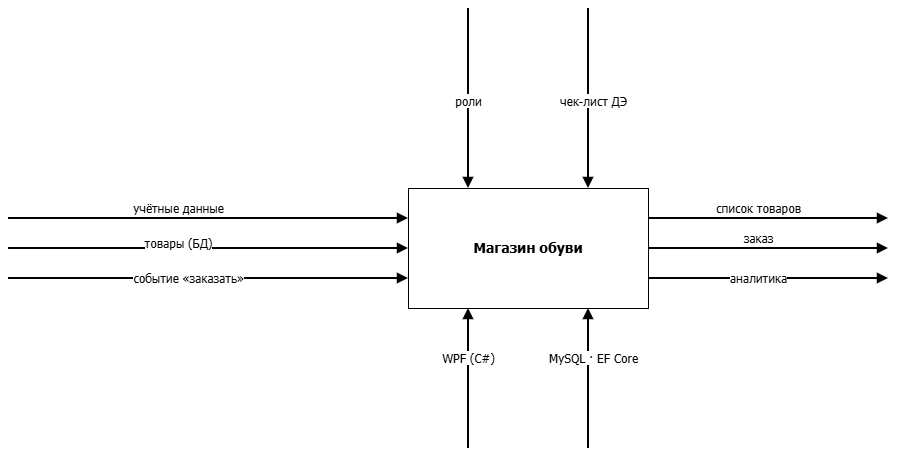 роли
чек-лист ДЭ
учётные данные
список товаров
товары (БД)
Магазин обуви
заказ
событие «заказать»
аналитика
WPF (C#)
MySQL · EF Core